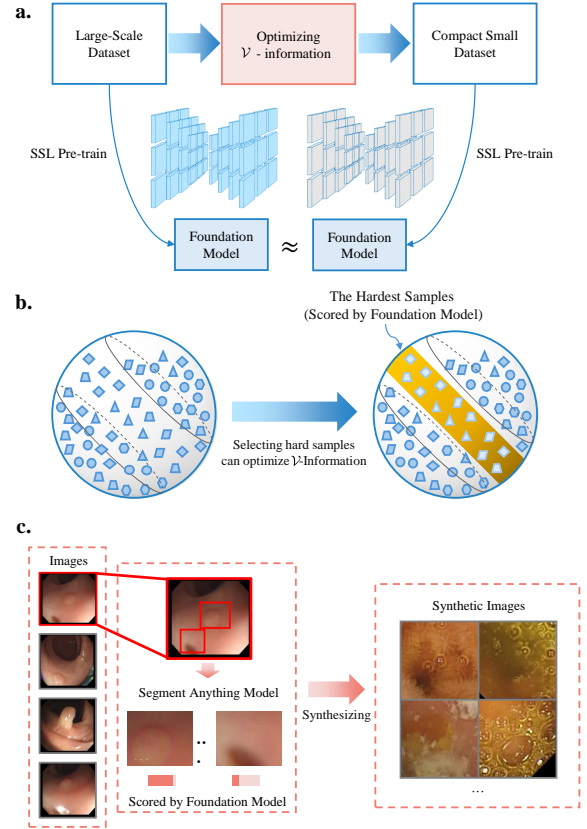 a.
Large-Scale
Dataset
Optimizing
𝒱 - information
Compact Small
Dataset
SSL Pre-train
SSL Pre-train
Foundation
Model
≈
Foundation
Model
b.
The Hardest Samples
(Scored by Foundation Model)
Selecting hard samples
can optimize 𝒱-Information
c.
Images
Segment Anything Model
...
Scored by Foundation Model
Synthesizing
Synthetic Images
...